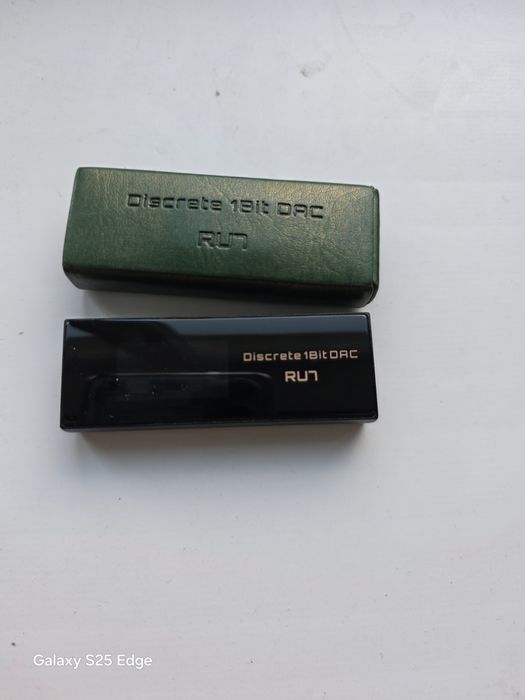 Discrete 1Bit DAC
RU7
Discrete 1Bit DAC
RU7
Galaxy S25 Edge